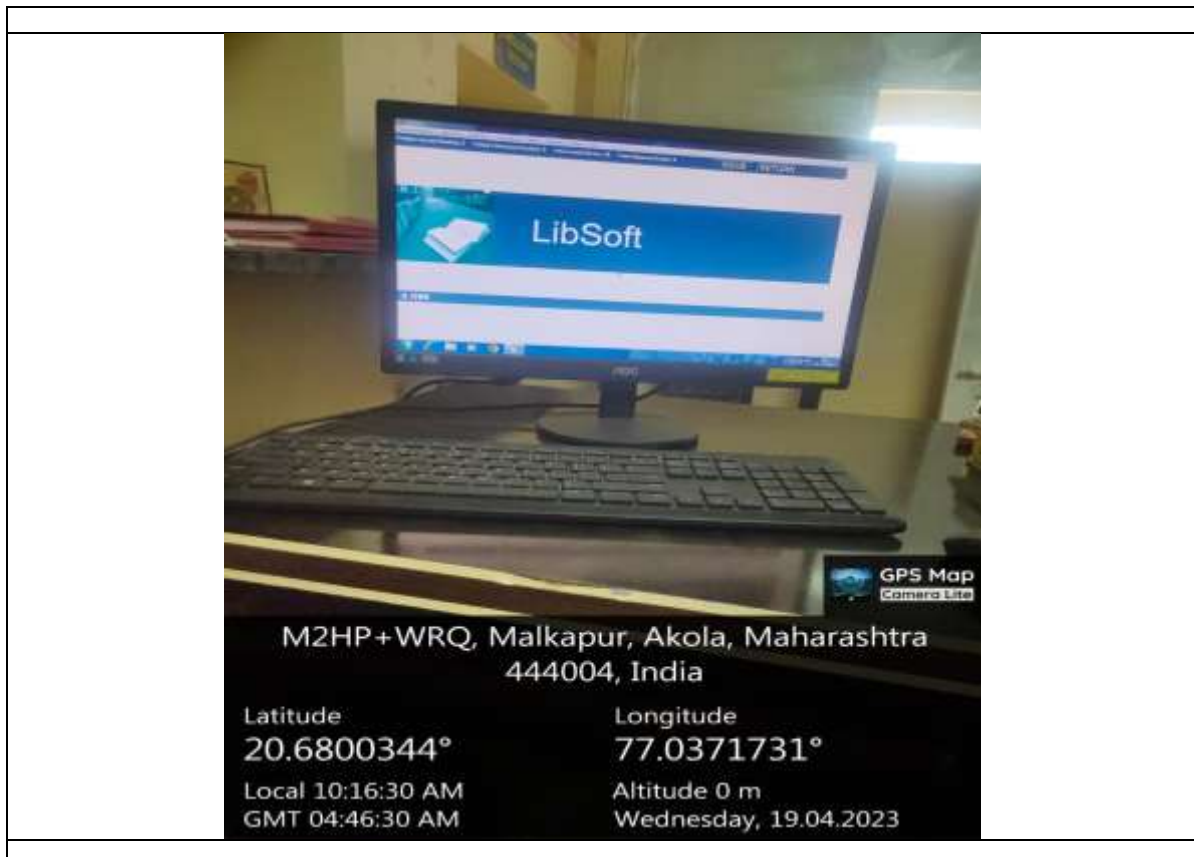 LibSoft
AOC
GPS Map
Camera Lite
M2HP+WRQ, Malkapur, Akola, Maharashtra
444004, India
Latitude
20.6800344°
Longitude
77.0371731°
Local 10:16:30 AM
GMT 04:46:30 AM
Altitude 0 m
Wednesday, 19.04.2023